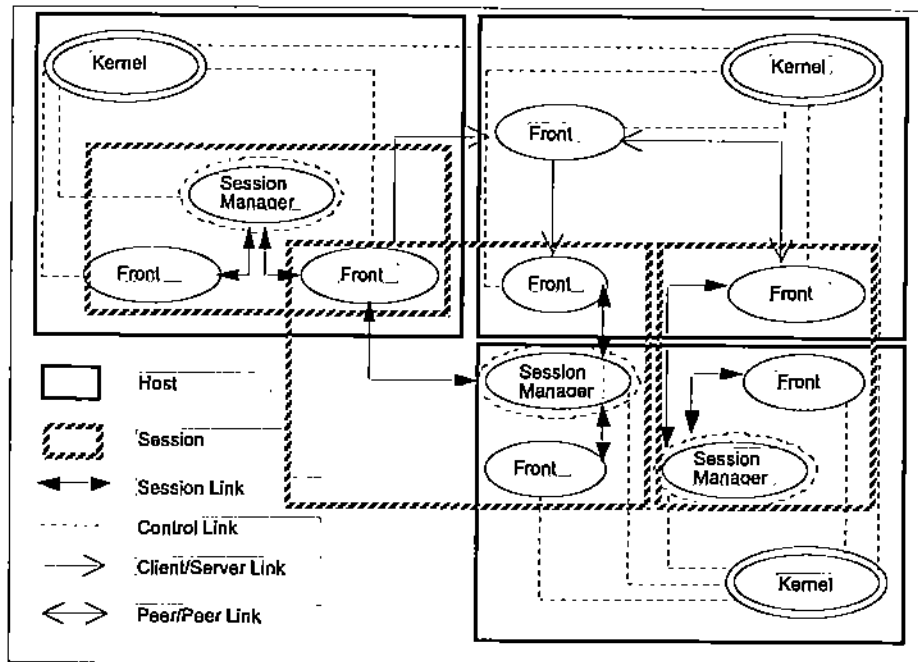 Kernel
Kernel
Front
Session
Manager
Front
Front
Front
Front
Session
Manager
Front
Front
Session
Manager
Kernel
Host
Session
Session Link
Control Link
Client/Server Link
Peer/Peer Link